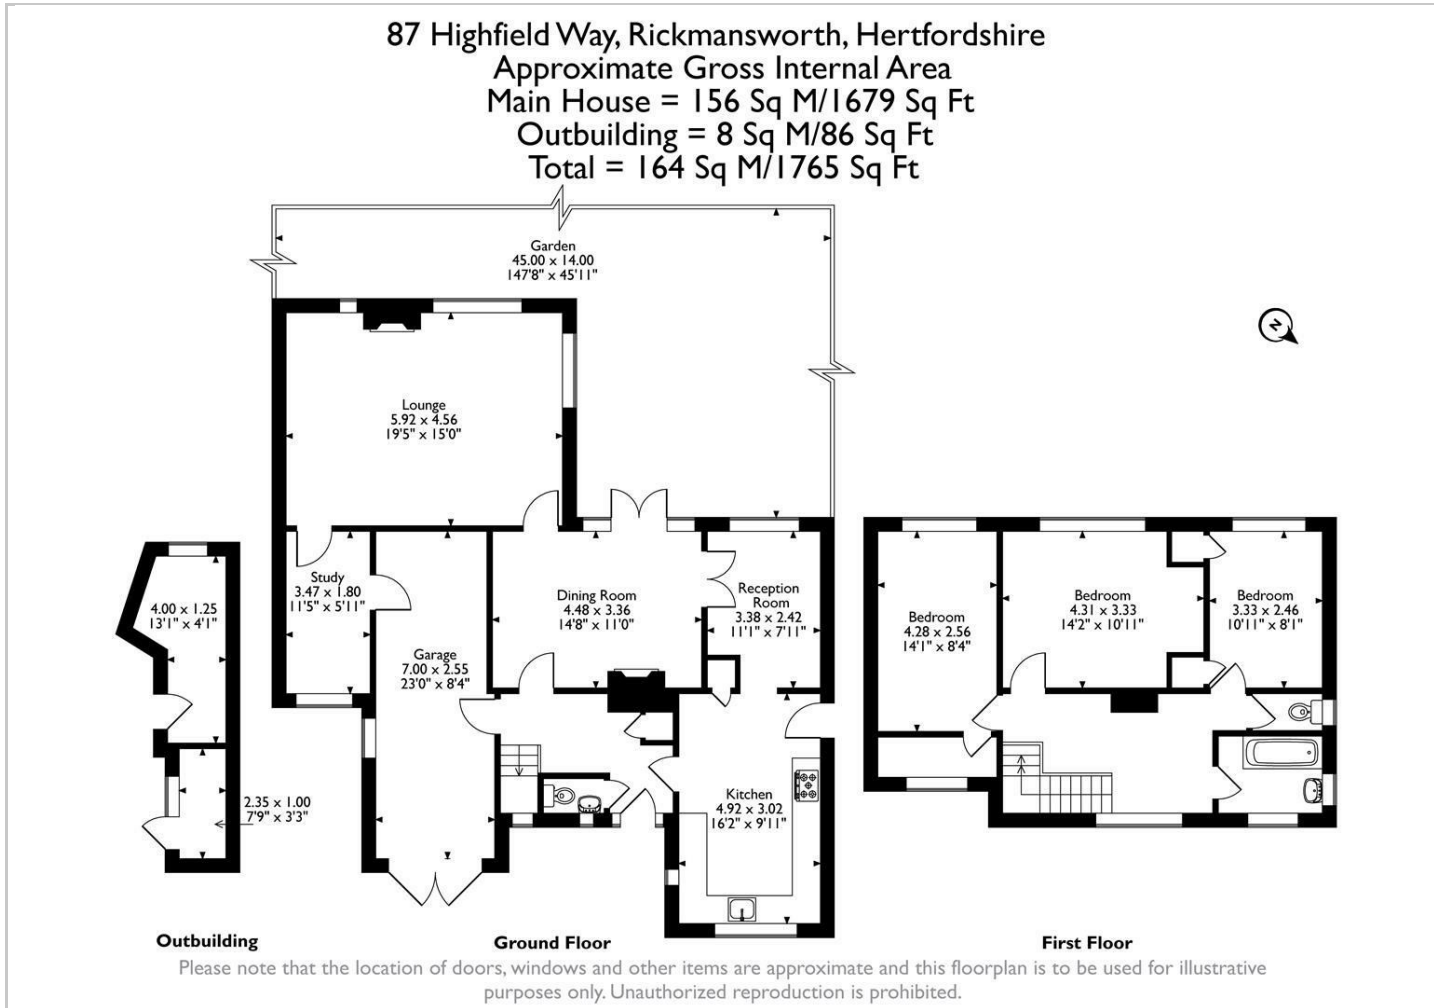 87 Highfield Way, Rickmansworth, Hertfordshire
Approximate Gross Internal Area
Main House = 156 Sq M/1679 Sq Ft
Outbuilding = 8 Sq M/86 Sq Ft
Total = 164 Sq M/1765 Sq Ft
Garden
45.00 x 14.00
147'8" x 45'11"
N
Lounge
5.92 x 4.56
19'5" x 15'0"
Study
3.47 x 1.80
11'5" x 5'11"
4.00 x 1.25
13'1" x 4'1"
Dining Room
4.48 x 3.36
14'8" x 11'0"
Reception
Room
3.38 x 2.42
11'1" x 7'11"
Bedroom
4.28 x 2.56
14'1" x 8'4"
Bedroom
4.31 x 3.33
14'2" x 10'11"
Bedroom
3.33 x 2.46
10'11" x 8'1"
Garage
7.00 x 2.55
23'0" x 8'4"
2.35 x 1.00
7'9" x 3'3"
Kitchen
4.92 x 3.02
16'2" x 9'11"
Outbuilding
Ground Floor
First Floor
Please note that the location of doors, windows and other items are approximate and this floorplan is to be used for illustrative
purposes only. Unauthorized reproduction is prohibited.